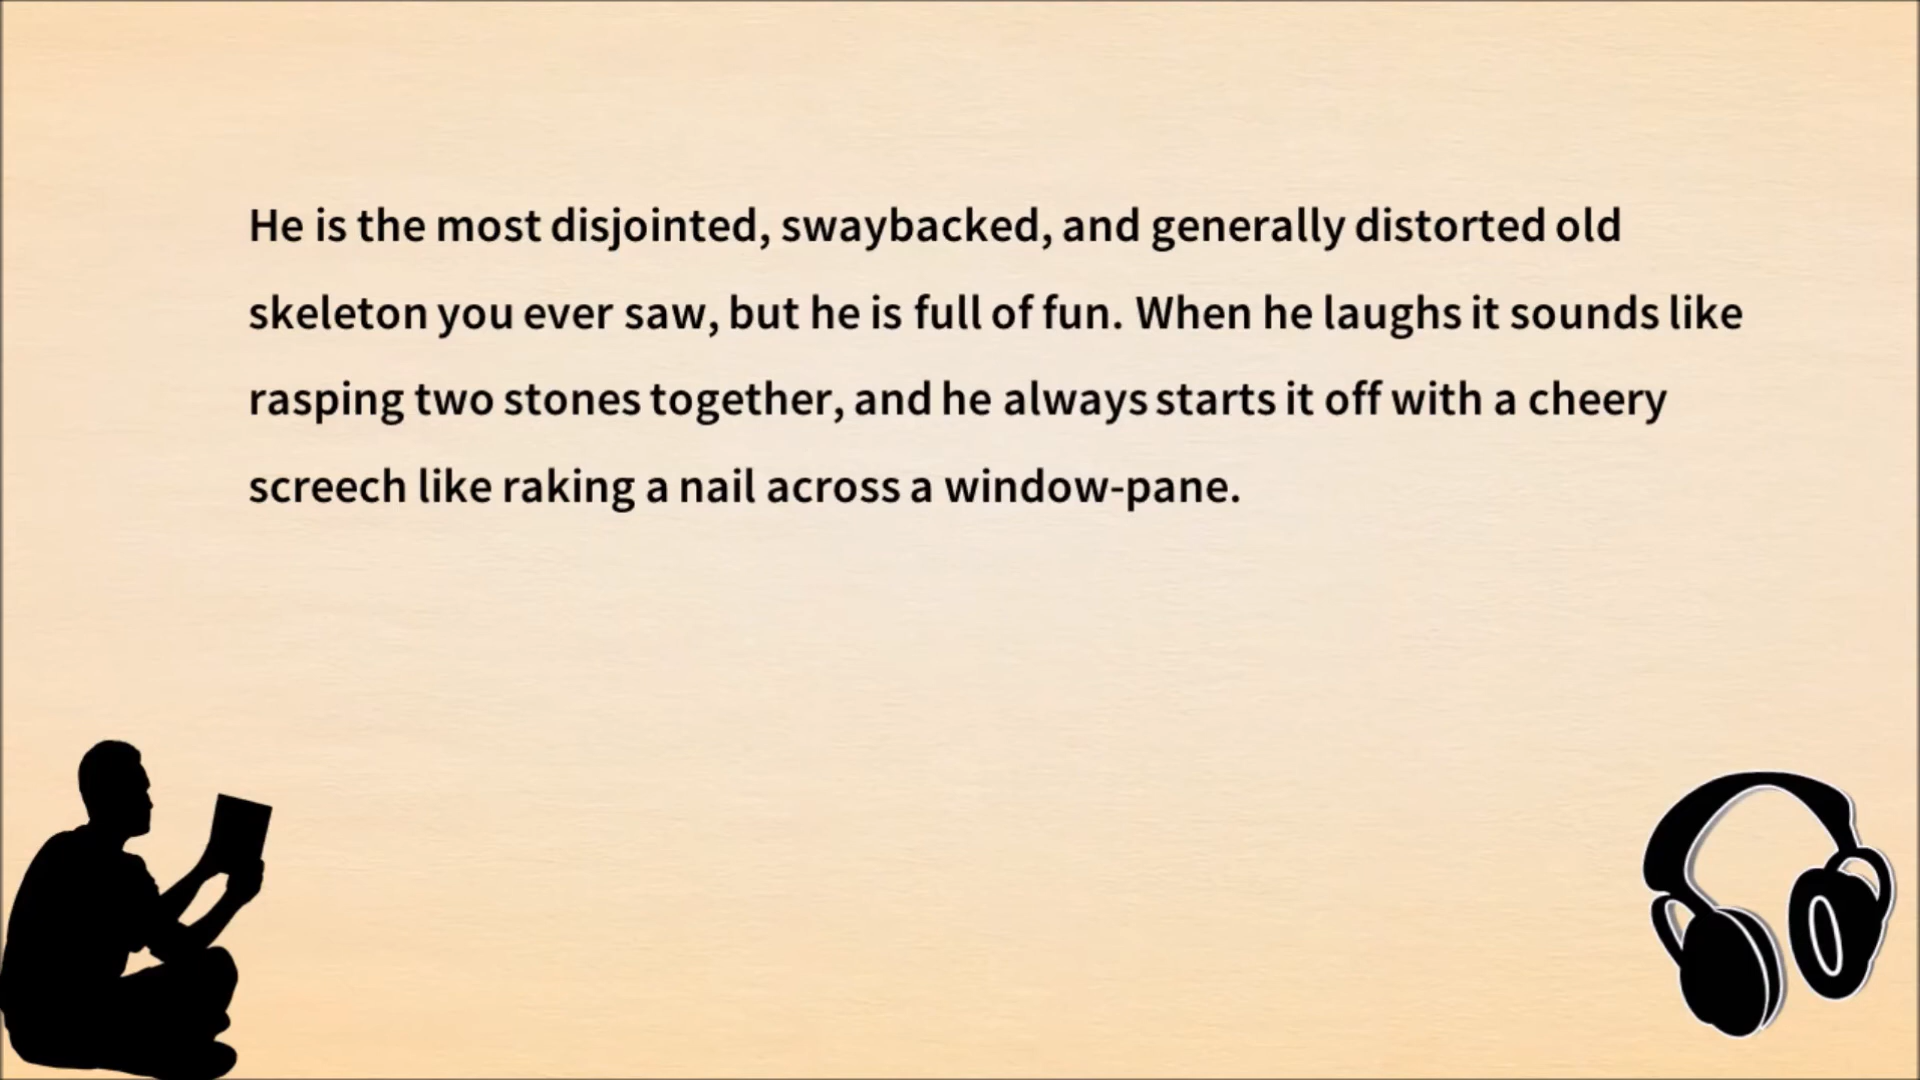 He is the most disjointed, swaybacked, and generally distorted old
skeleton you ever saw, but he is full of fun. When he laughs it sounds like
rasping two stones together, and he always starts it off with a cheery
screech like raking a nail across a window-pane.